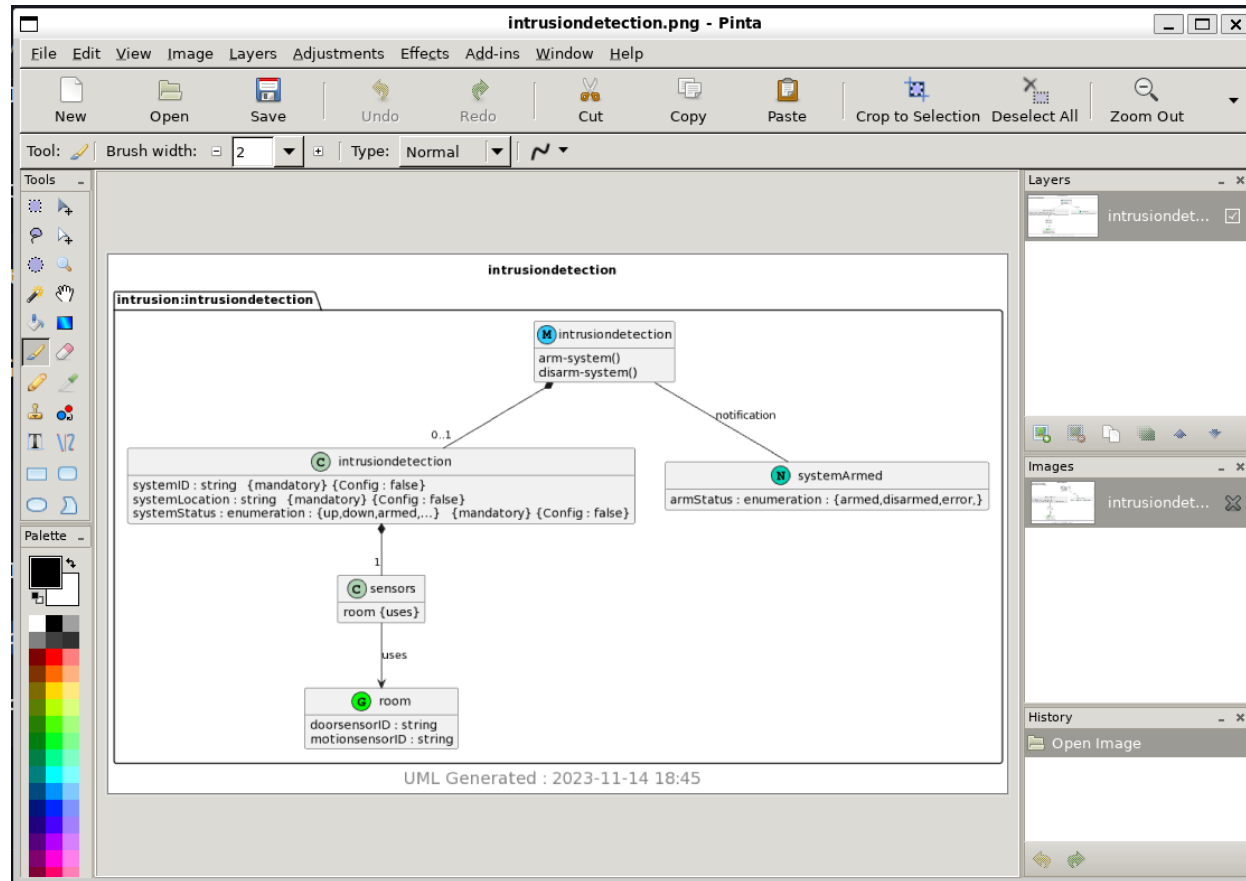 intrusiondetection.png - Pinta
File Edit View Image Layers Adjustments Effects Add-ins Window Help
New Open Save Undo Redo Cut Copy Paste Crop to Selection Deselect All Zoom Out
Tool: Brush width: 2 Type: Normal
Tools
Layers
intrusiondet...
intrusiondetection
intrusion:intrusiondetection
M intrusiondetection
arm-system()
disarm-system()
notification
0..1
C intrusiondetection
systemID : string {mandatory} {Config : false}
systemLocation : string {mandatory} {Config : false}
systemStatus : enumeration : {up,down,armed,...} {mandatory} {Config : false}
N systemArmed
armStatus : enumeration : {armed,disarmed,error,}
1
C sensors
room {uses}
uses
G room
doorsensorID : string
motionsensorID : string
UML Generated : 2023-11-14 18:45
Images
intrusiondet...
Palette
History
Open Image